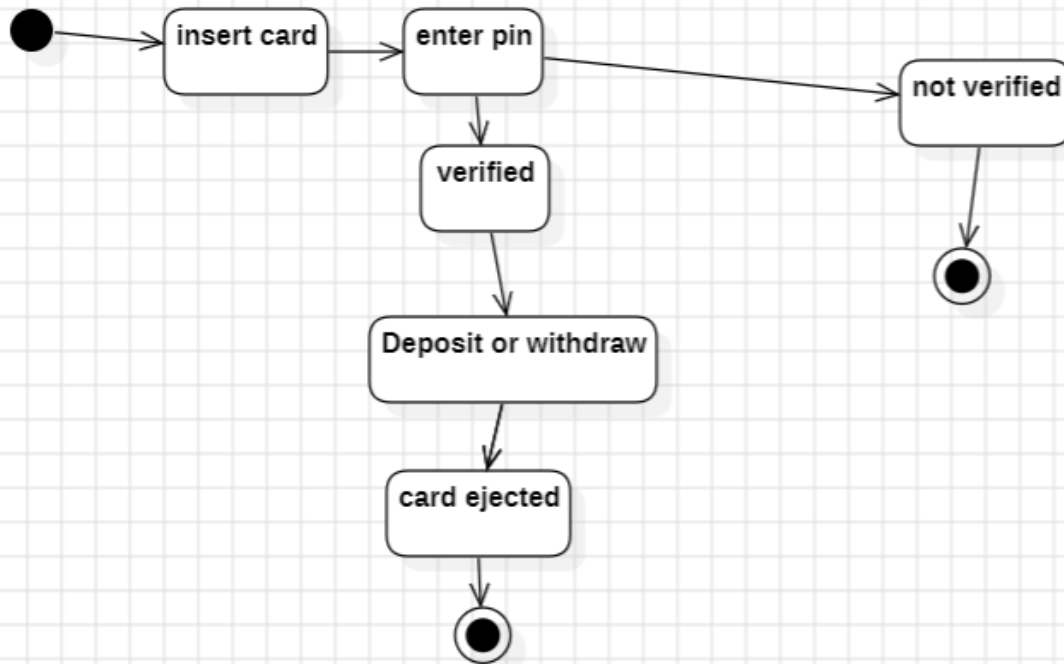 insert card
enter pin
not verified
verified
Deposit or withdraw
card ejected